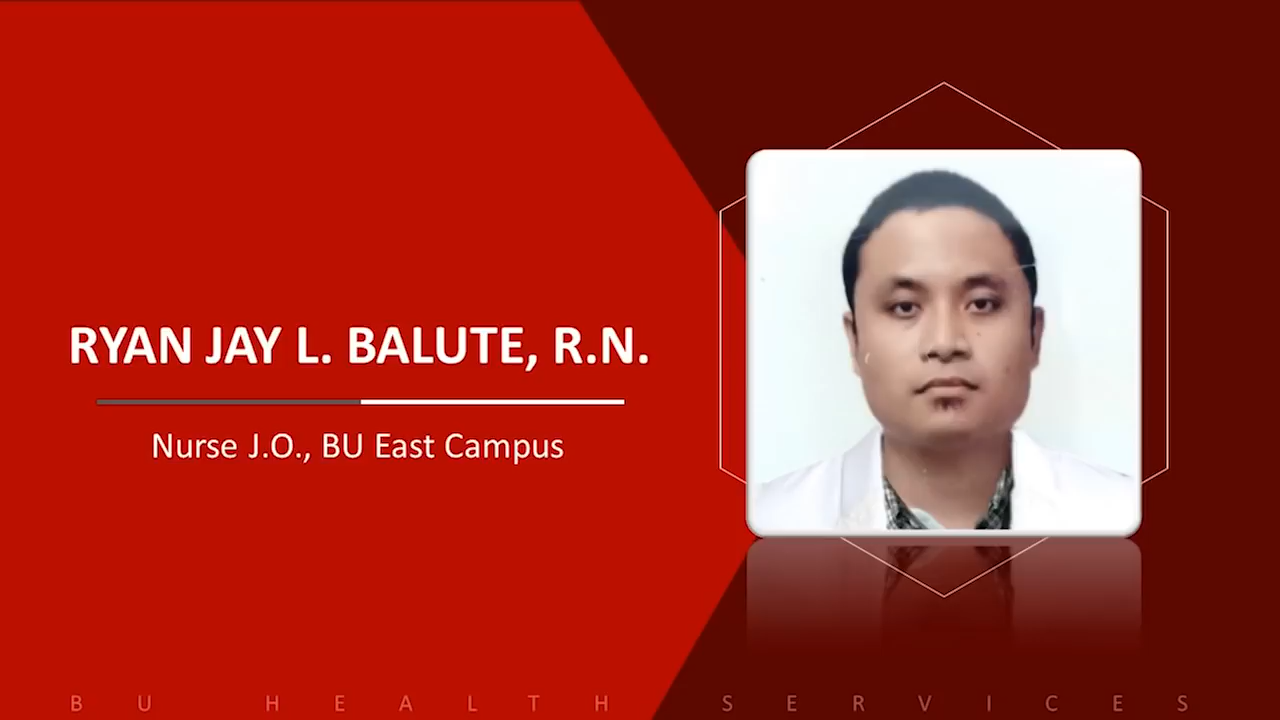 RYAN JAY L. BALUTE, R.N.
Nurse J.O., BU East Campus
BU HEALTH SERVICES